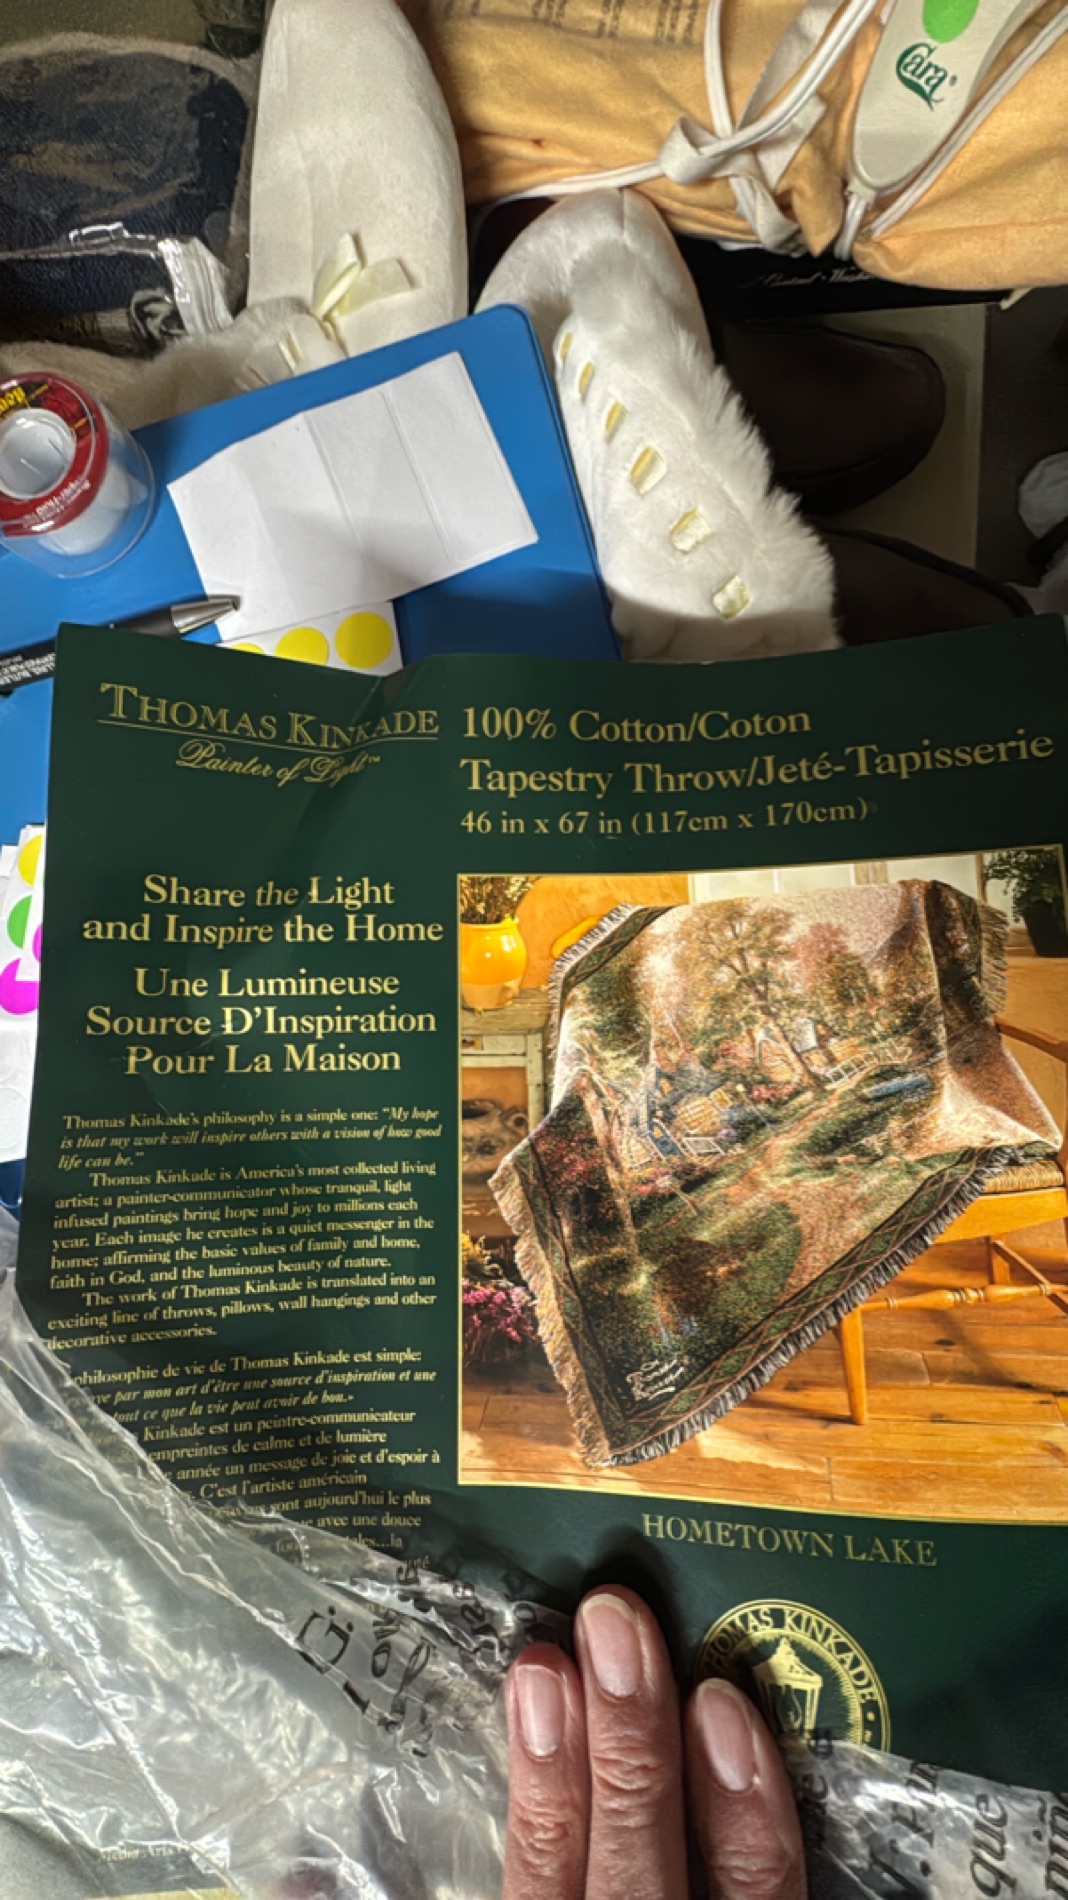 Cara
THOMAS KINKADE
Painter of Light™
100% Cotton/Coton
Tapestry Throw/Jeté-Tapisserie
46 in x 67 in (117cm x 170cm)
Share the Light
and Inspire the Home
Une Lumineuse
Source D'Inspiration
Pour La Maison
Thomas Kinkade's philosophy is a simple one: "My hope
is that my work will inspire others with a vision of how good
life can be."
Thomas Kinkade is America's most collected living
artist; a painter-communicator whose tranquil, light
infused paintings bring hope and joy to millions each
year. Each image he creates is a quiet messenger in the
home; affirming the basic values of family and home,
faith in God, and the luminous beauty of nature.
The work of Thomas Kinkade is translated into an
exciting line of throws, pillows, wall hangings and other
decorative accessories.
philosophie de vie de Thomas Kinkade est simple:
par mon art d'être une source d'inspiration et une
tout ce que la vie peut avoir de bon.»
Kinkade est un peintre-communicateur
empreintes de calme et de lumière
année un message de joie et d'espoir à
C'est l'artiste américain
sont aujourd'hui le plus
avec une douce
...la
HOMETOWN LAKE
THOMAS KINKADE
Media Arts
que